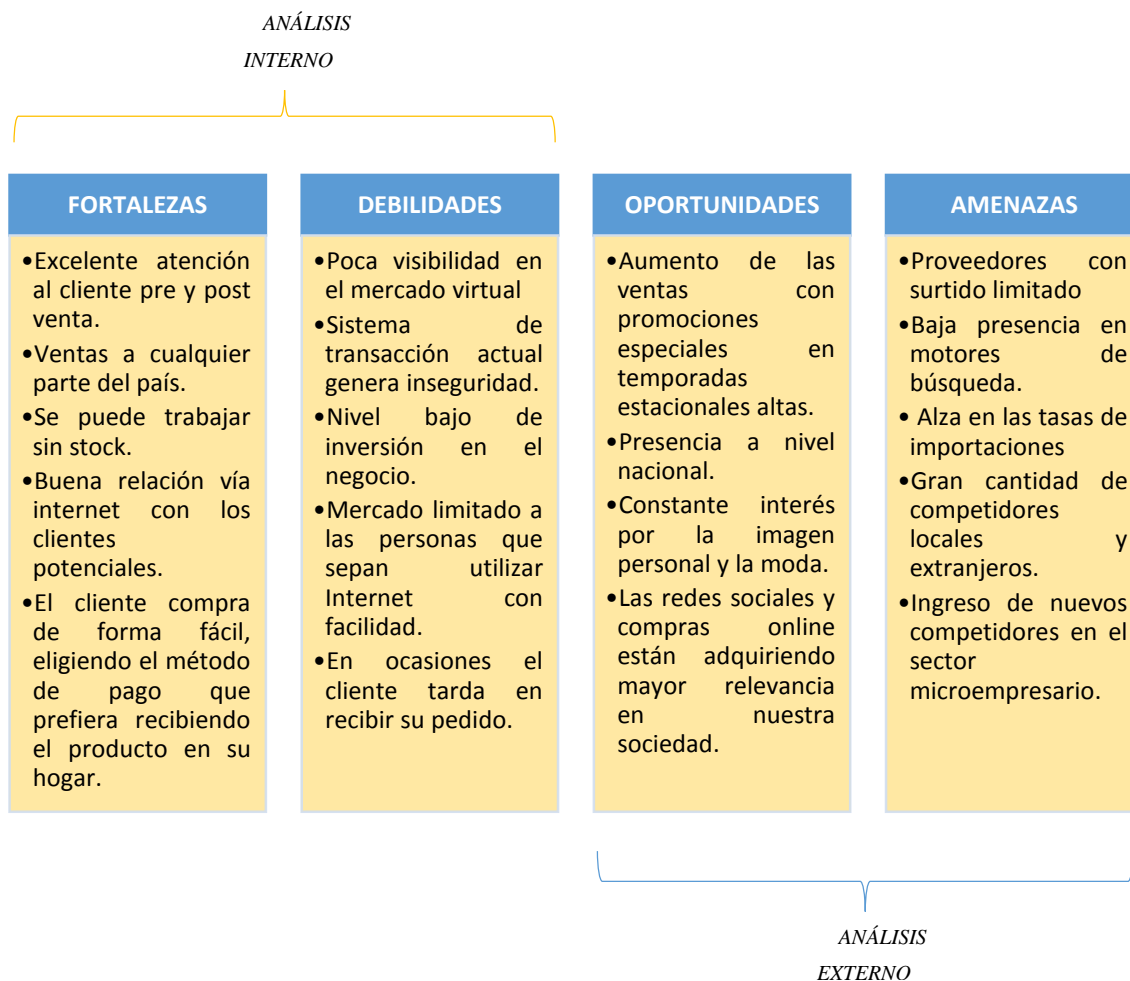 ANÁLISIS
INTERNO
FORTALEZAS
•Excelente atención
al cliente pre y post
venta.
•Ventas a cualquier
parte del país.
•Se puede trabajar
sin stock.
•Buena relación vía
internet con los
clientes
potenciales.
•El cliente compra
de forma fácil,
eligiendo el método
de pago que
prefiera recibiendo
el producto en su
hogar.
DEBILIDADES
•Poca visibilidad en
el mercado virtual
•Sistema de
transacción actual
genera inseguridad.
•Nivel bajo de
inversión en el
negocio.
•Mercado limitado a
las personas que
sepan utilizar
Internet con
facilidad.
•En ocasiones el
cliente tarda en
recibir su pedido.
OPORTUNIDADES
•Aumento de las
ventas con
promociones
especiales en
temporadas
estacionales altas.
•Presencia a nivel
nacional.
•Constante interés
por la imagen
personal y la moda.
•Las redes sociales y
compras online
están adquiriendo
mayor relevancia
en nuestra
sociedad.
AMENAZAS
•Proveedores con
surtido limitado
•Baja presencia en
motores de
búsqueda.
• Alza en las tasas de
importaciones
•Gran cantidad de
competidores
locales y
extranjeros.
•Ingreso de nuevos
competidores en el
sector
microempresario.
ANÁLISIS
EXTERNO